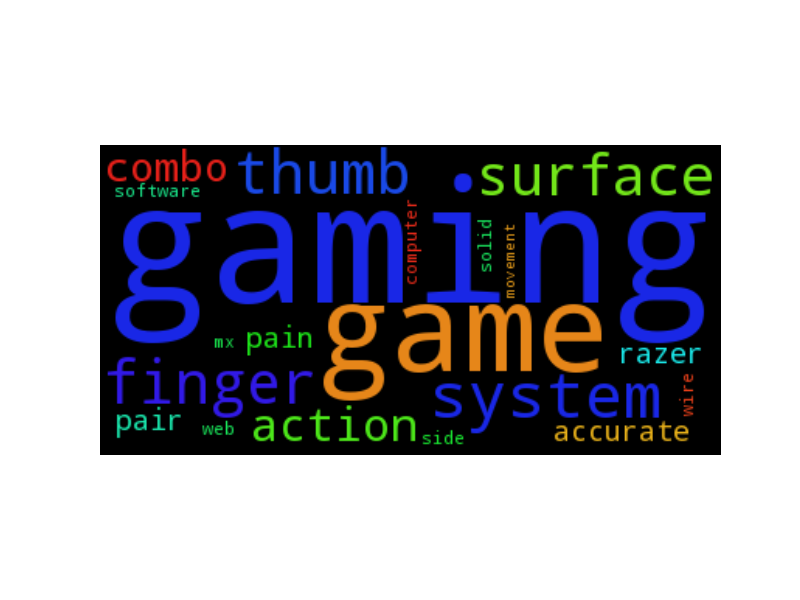 combo thumb surface
software
gaming
computer
solid
movement
game
mx pain
razer
finger
system
wire
pair
web action side
accurate